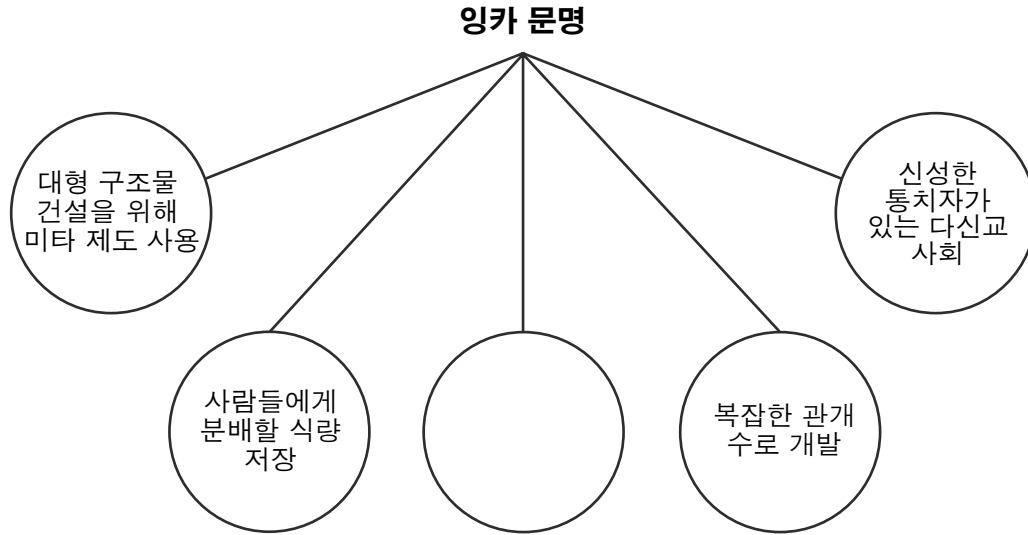 잉카 문명
대형 구조물
건설을 위해
미타 제도 사용
사람들에게
분배할 식량
저장
복잡한 관개
수로 개발
신성한
통치자가
있는 다신교
사회